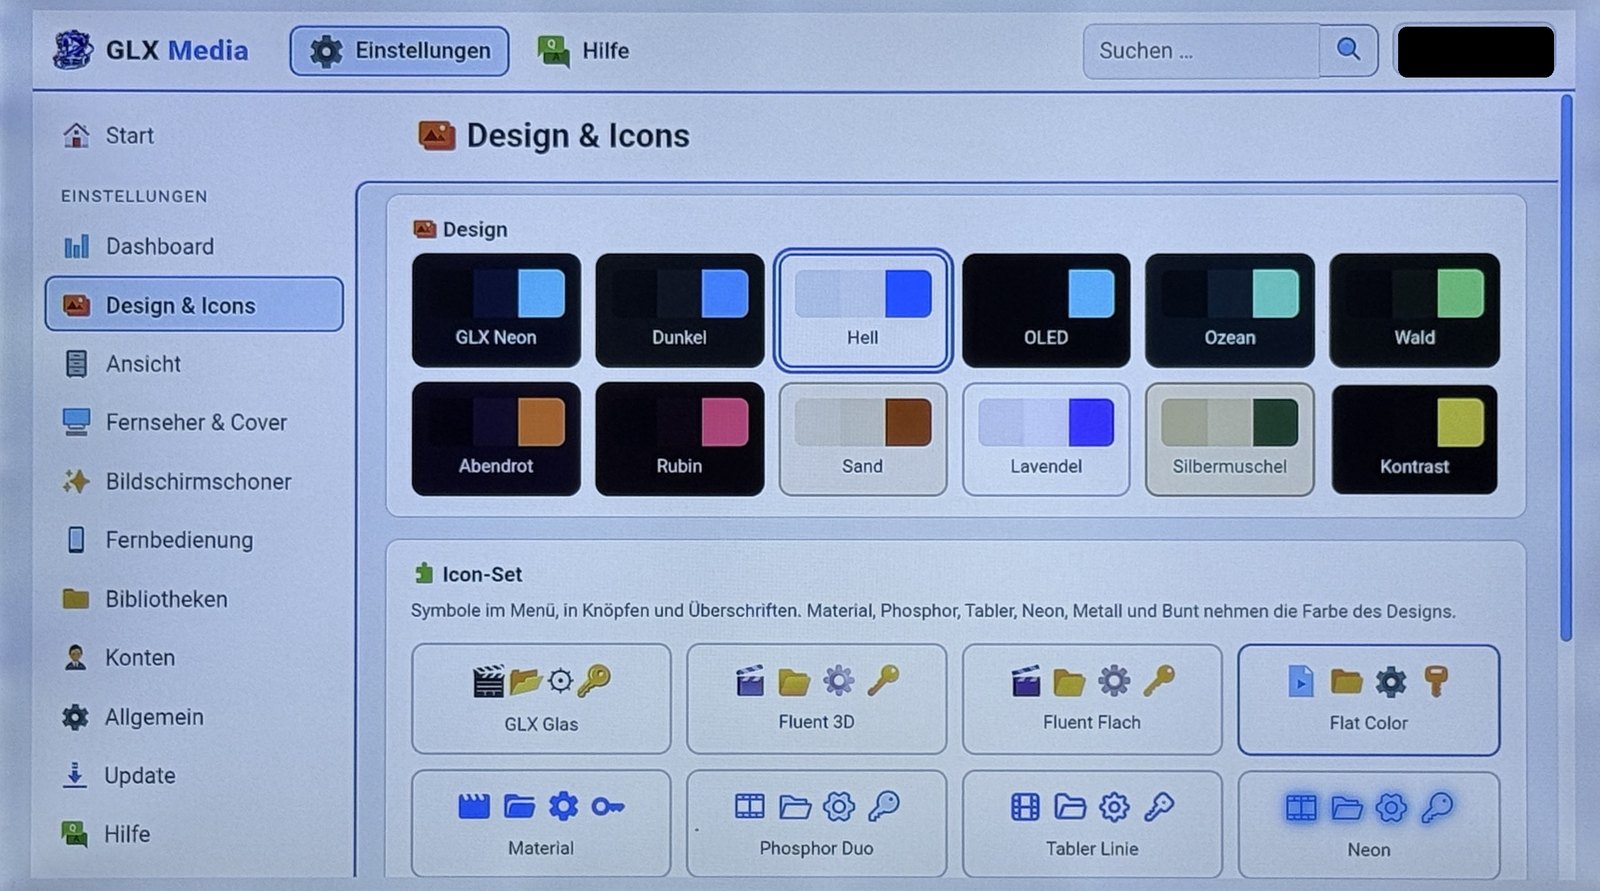 GLX Media
Einstellungen
Hilfe
Suchen ...
Start
Design & Icons
EINSTELLUNGEN
Dashboard
Design & Icons
Ansicht
Fernseher & Cover
Bildschirmschoner
Fernbedienung
Bibliotheken
Konten
Allgemein
Update
Hilfe
Design
GLX Neon
Dunkel
Hell
OLED
Ozean
Wald
Abendrot
Rubin
Sand
Lavendel
Silbermuschel
Kontrast
Icon-Set
Symbole im Menü, in Knöpfen und Überschriften. Material, Phosphor, Tabler, Neon, Metall und Bunt nehmen die Farbe des Designs.
GLX Glas
Fluent 3D
Fluent Flach
Flat Color
Material
Phosphor Duo
Tabler Linie
Neon